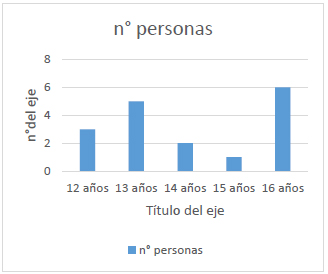 n° personas
8
6
4
2
0
n°del eje
12 años 13 años 14 años 15 años 16 años
Título del eje
n° personas